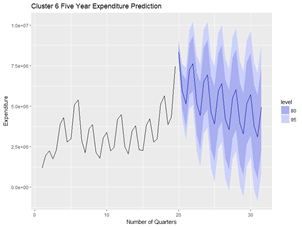 Cluster 6 Five Year Expenditure Prediction
1.0e+07
7.5e+06
5.0e+06
2.5e+06
0.0e+00
Expenditure
0
10
20
30
Number of Quarters
level
80
95